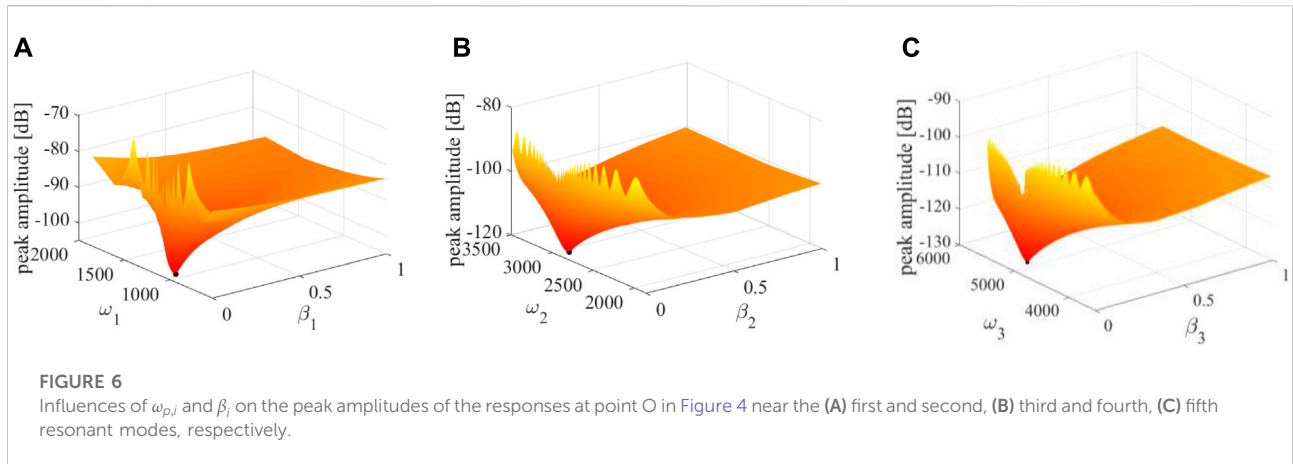 A
B
C
peak amplitude [dB]
-70
-80
-90
-100
2000
1500
1000
ω1
0
0.5
1
β1
peak amplitude [dB]
-80
-100
-120
3500
3000
2500
2000
ω2
0
0.5
1
β2
peak amplitude [dB]
-90
-100
-110
-120
-130
6000
5000
4000
ω3
0
0.5
1
β3
FIGURE 6
Influences of ωp,i and βi on the peak amplitudes of the responses at point O in Figure 4 near the (A) first and second, (B) third and fourth, (C) fifth
resonant modes, respectively.